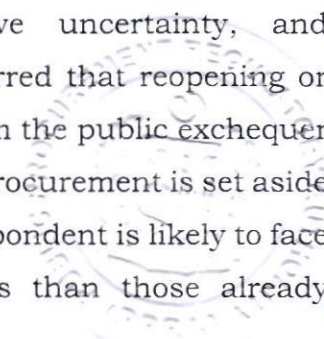 ve uncertainty, and
rred that reopening or
n the public exchequer
rocurement is set aside
pondent is likely to face
s than those already